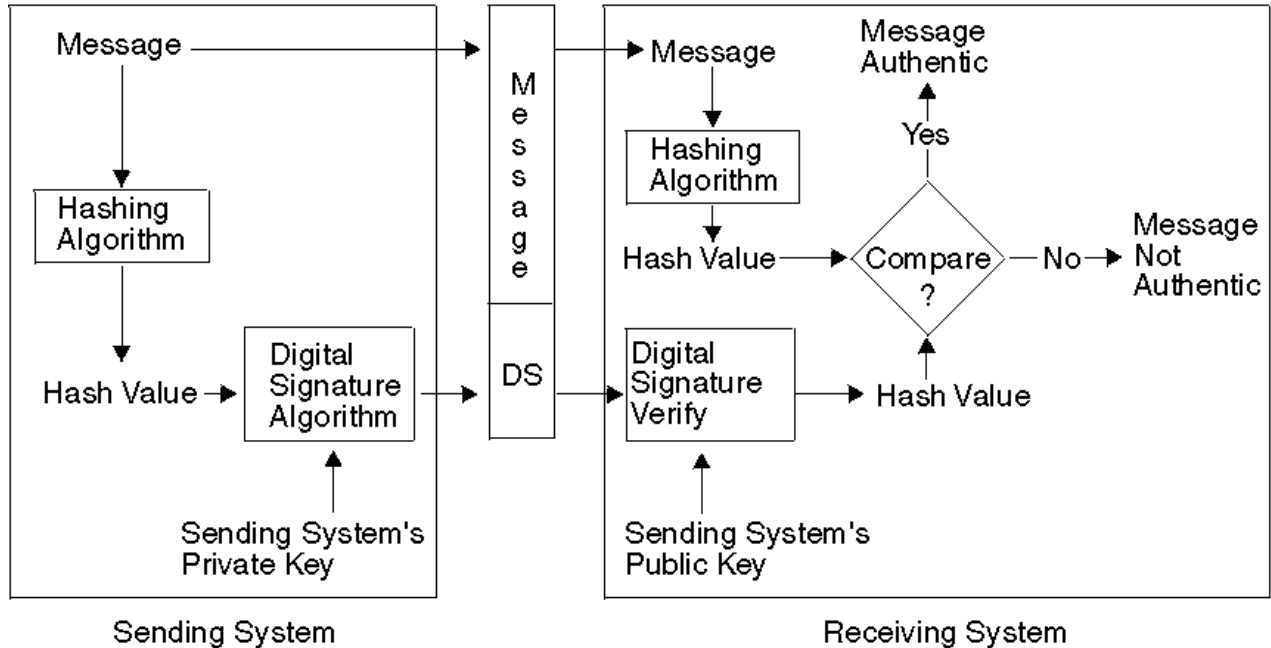 Message
Hashing
Algorithm
Hash Value
Digital
Signature
Algorithm
Sending System's
Private Key
Sending System
Message
DS
Message
Hashing
Algorithm
Hash Value
Digital
Signature
Verify
Sending System's
Public Key
Hash Value
Compare
?
Yes
Message
Authentic
No
Message
Not
Authentic
Receiving System